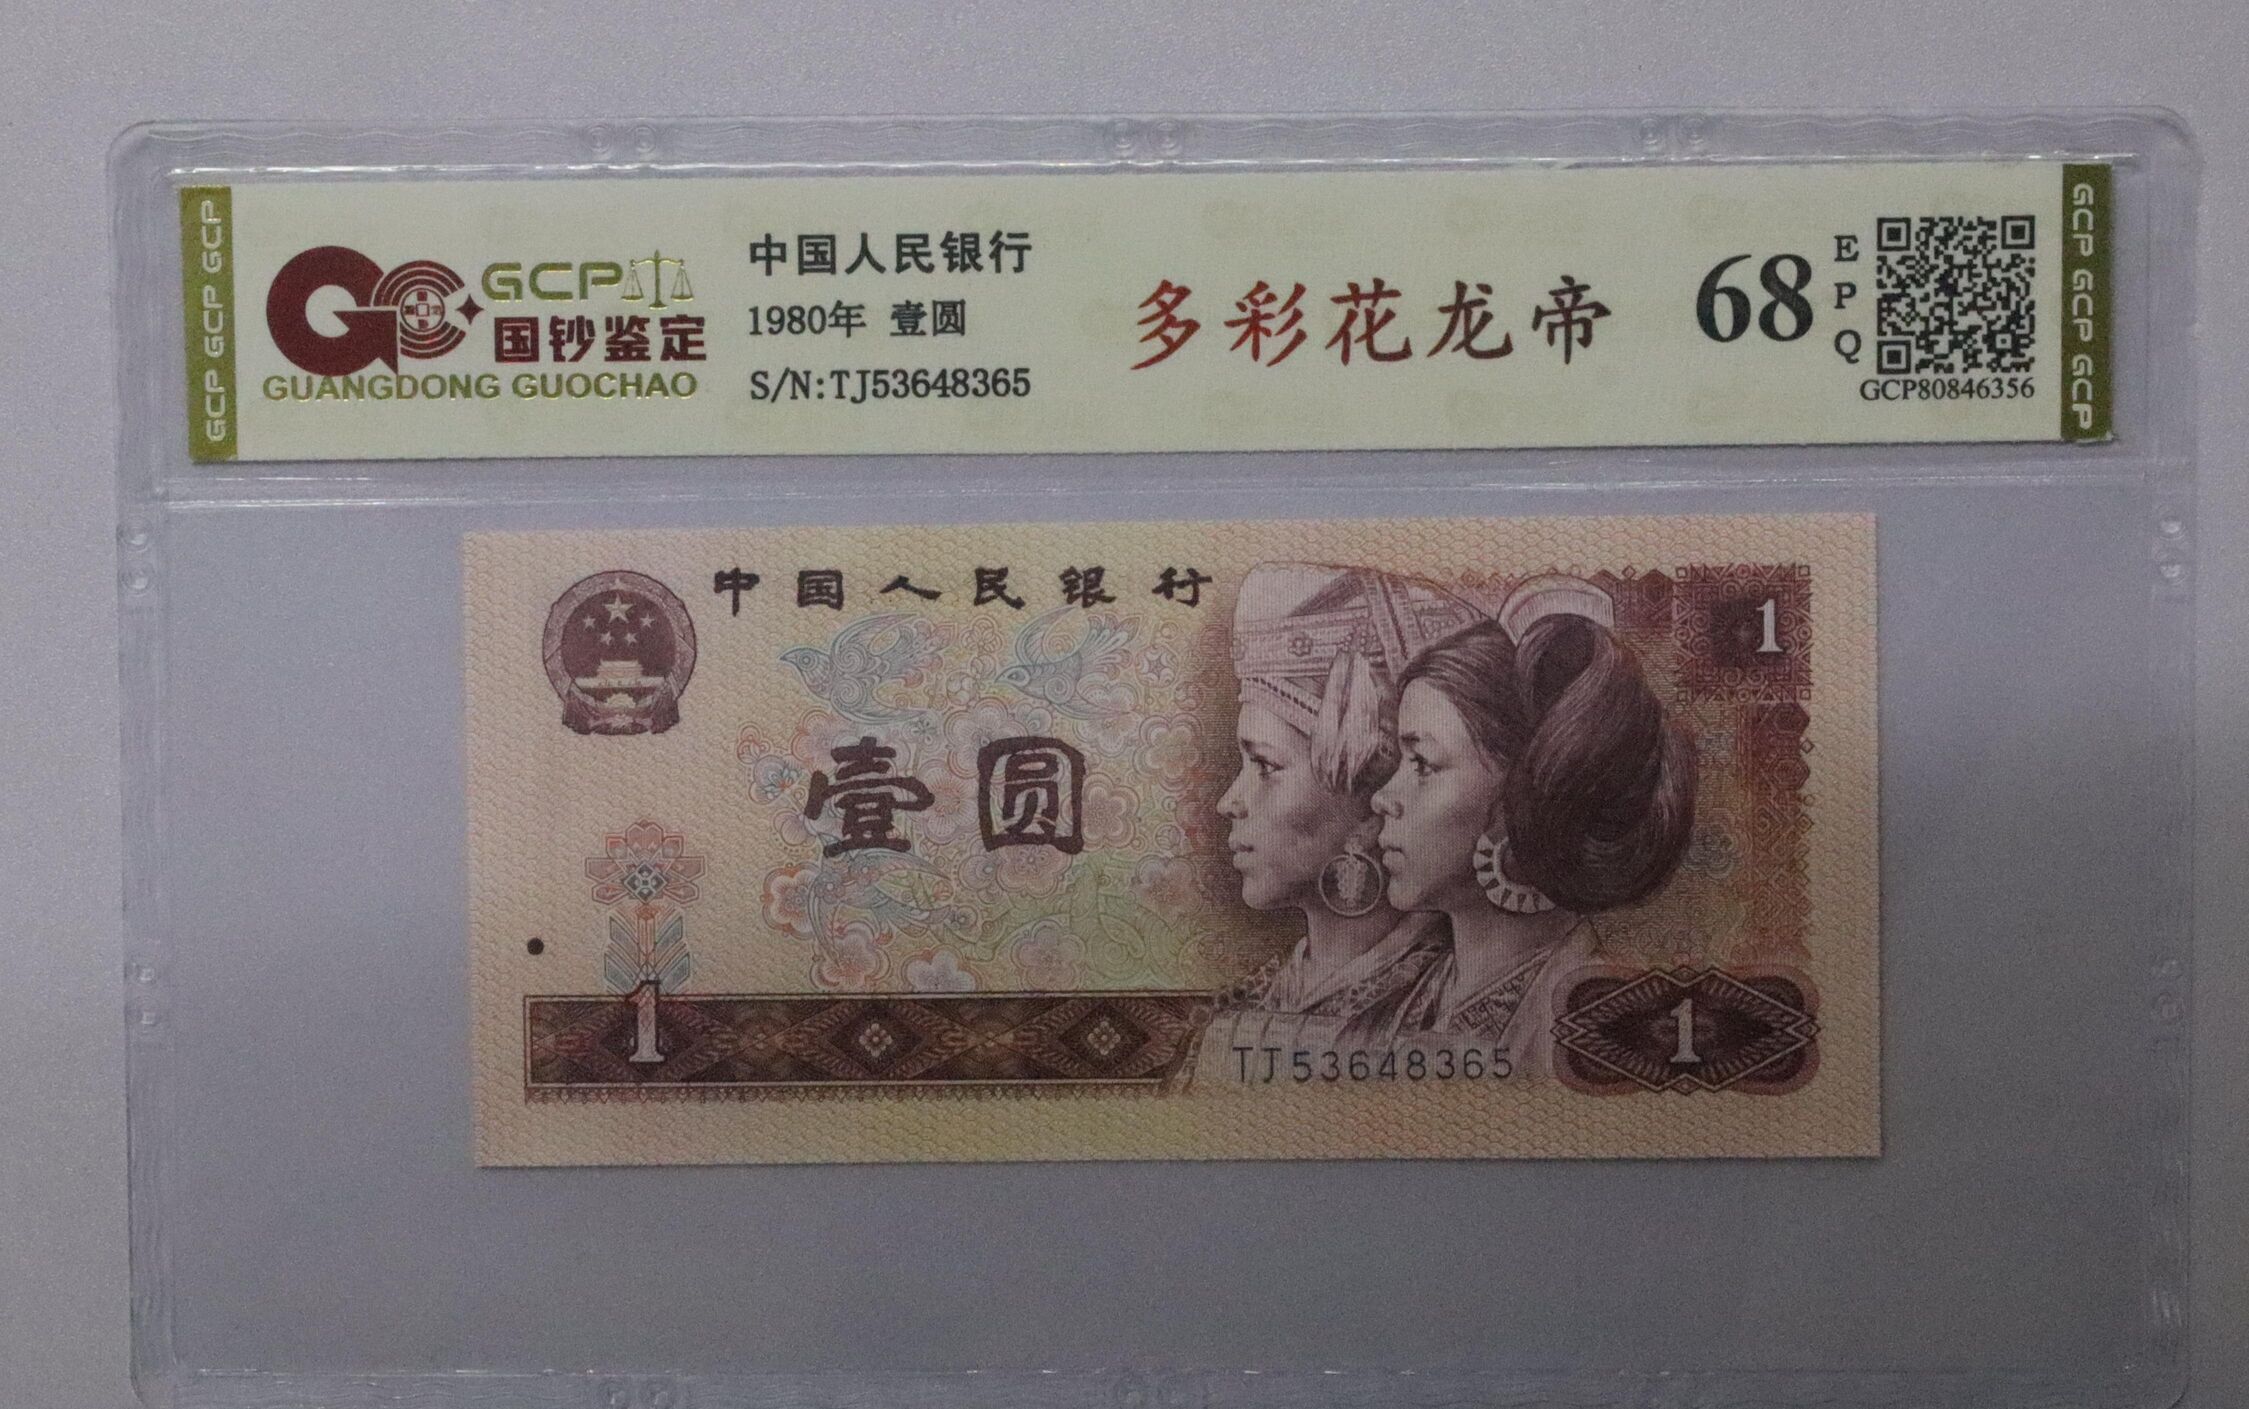 GCP GCP GCP
GCP
国钞鉴定
GUANGDONG GUOCHAO
中国人民银行
1980年 壹圆
S/N:TJ53648365
多彩花龙帝
68
EPQ
GCP80846356
GCP GCP GCP
中国人民银行
1
壹圆
1
1
TJ53648365